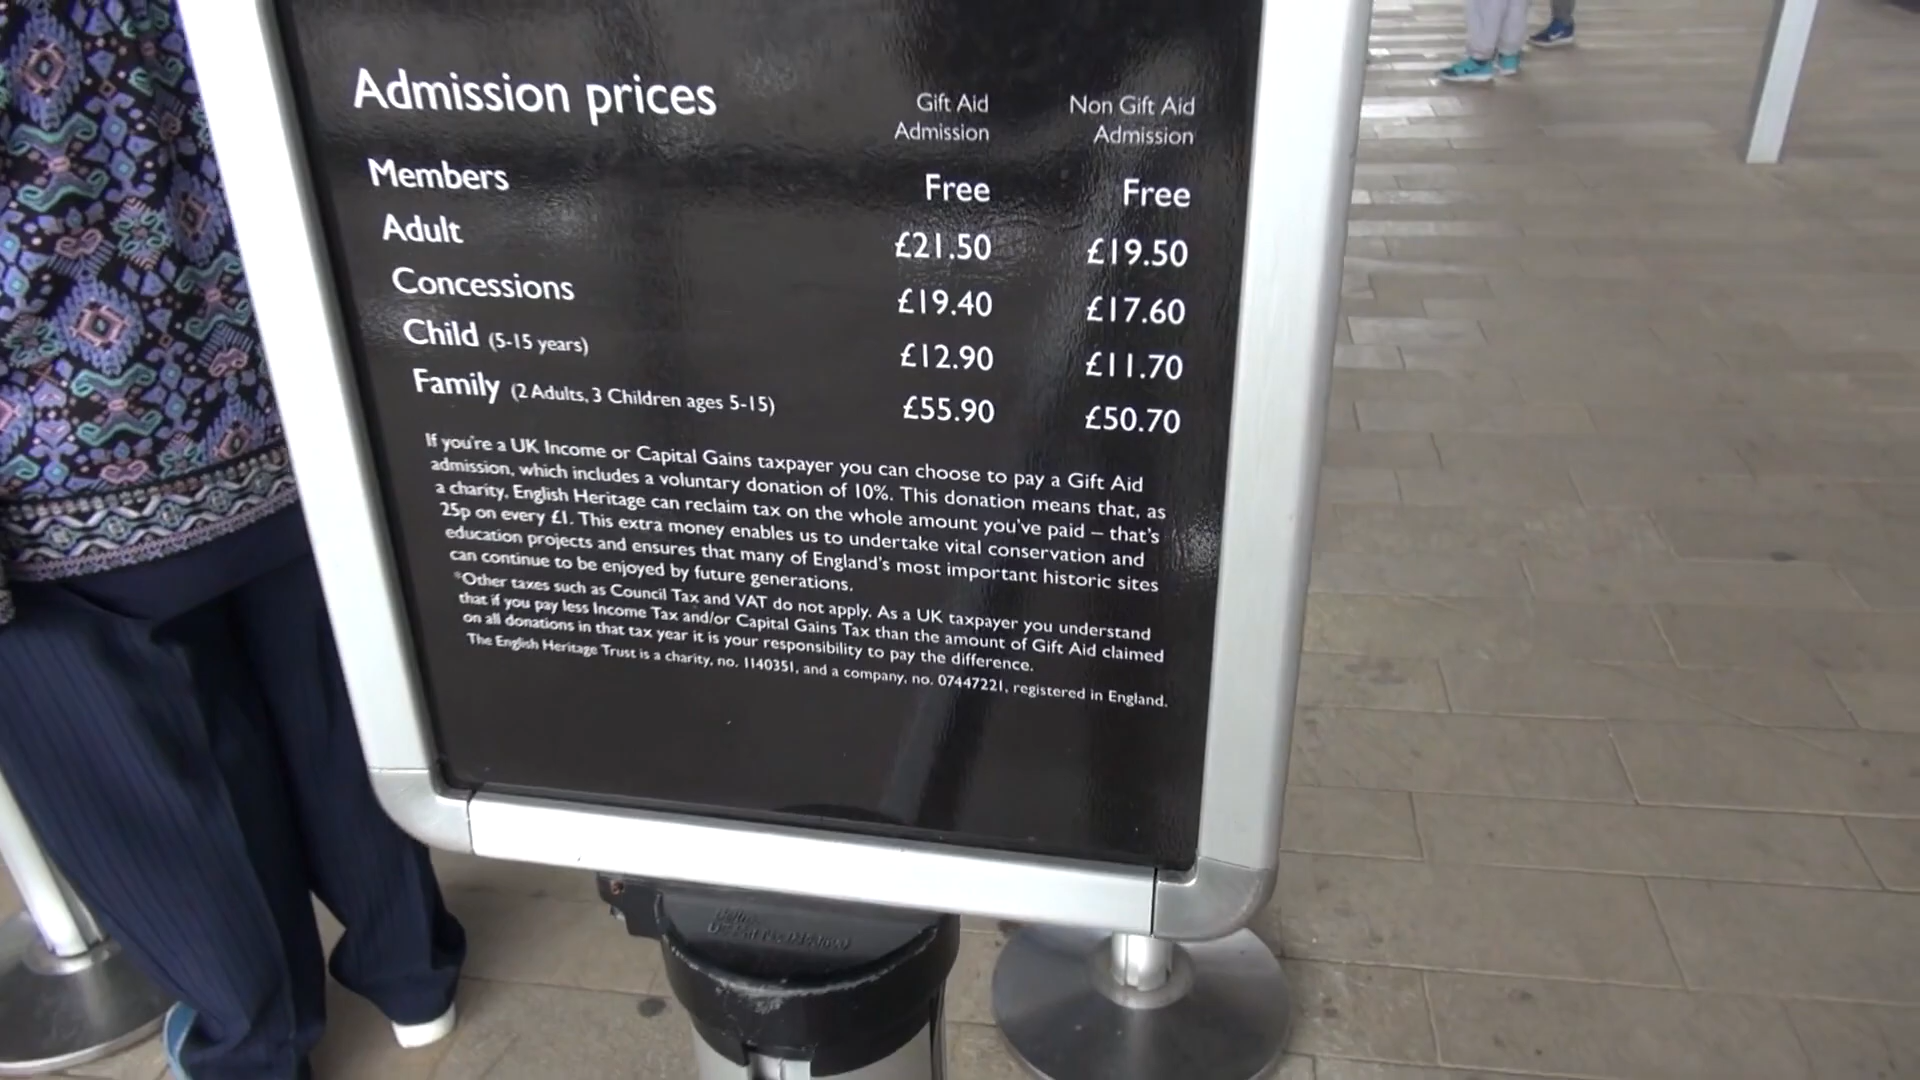 Admission prices
Gift Aid Admission
Non Gift Aid Admission
Members Free Free
Adult £21.50 £19.50
Concessions £19.40 £17.60
Child (5-15 years) £12.90 £11.70
Family (2 Adults, 3 Children ages 5-15) £55.90 £50.70
If you're a UK Income or Capital Gains taxpayer you can choose to pay a Gift Aid
admission, which includes a voluntary donation of 10%. This donation means that, as
a charity, English Heritage can reclaim tax on the whole amount you've paid – that's
25p on every £1. This extra money enables us to undertake vital conservation and
education projects and ensures that many of England's most important historic sites
can continue to be enjoyed by future generations.
*Other taxes such as Council Tax and VAT do not apply. As a UK taxpayer you understand
that if you pay less Income Tax and/or Capital Gains Tax than the amount of Gift Aid claimed
on all donations in that tax year it is your responsibility to pay the difference.
The English Heritage Trust is a charity, no. 1140351, and a company, no. 07447221, registered in England.